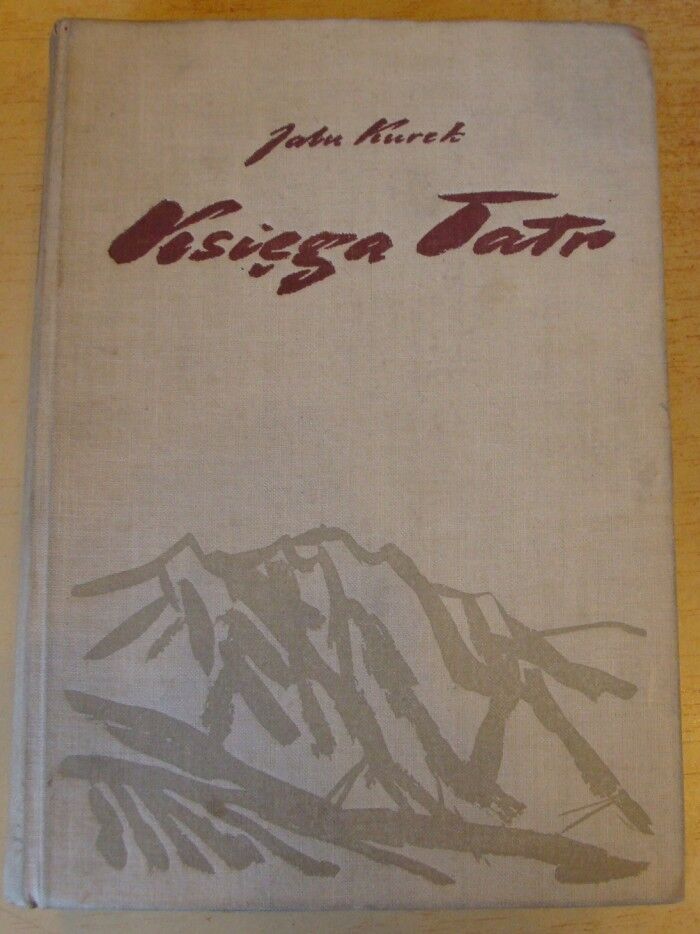 Jalu Kurek
Księga Tatr